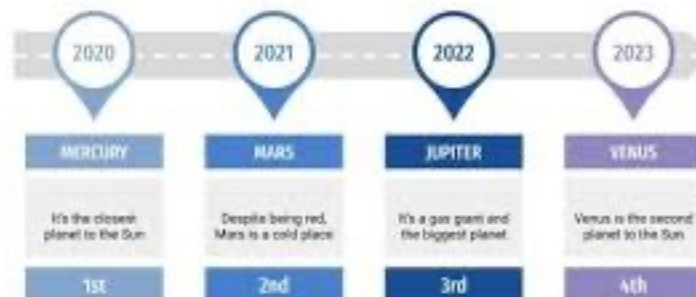 2020
2021
2022
2023
MERCURY
MARS
JUPITER
VENUS
It's the closest
planet to the Sun
Despite being red,
Mars is a cold place
It's a gas giant and
the biggest planet
Venus is the second
planet to the Sun
1st
2nd
3rd
4th